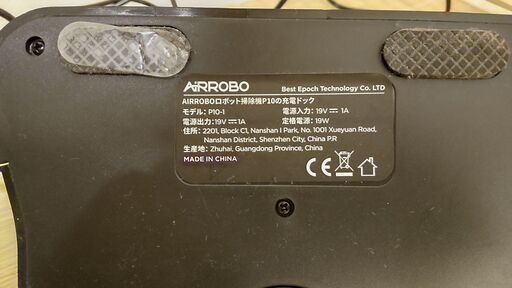 AIRROBO
Best Epoch Technology Co. LTD
AIRROBOロボット掃除機P10の充電ドック
モデル: P10-1
電源入力: 19V⎓1A
電源出力: 19V⎓1A
定格電源: 19W
住所: 2201, Block C1, Nanshan I Park, No. 1001 Xueyuan Road,
Nanshan District, Shenzhen City, China P.R
生産地: Zhuhai, Guangdong Province, China
MADE IN CHINA
CE